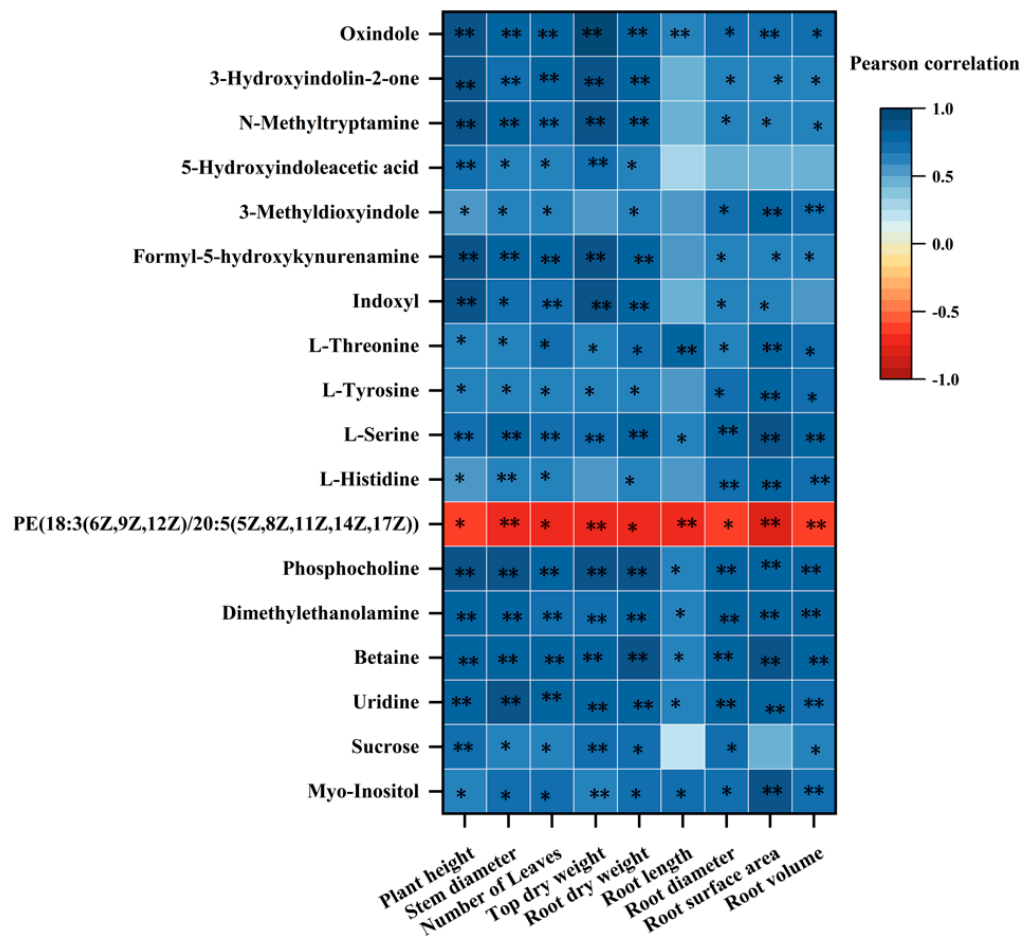 Oxindole ** ** ** ** ** ** * ** *
3-Hydroxyindolin-2-one ** ** ** ** ** * * *
N-Methyltryptamine ** ** ** ** ** * * *
5-Hydroxyindoleacetic acid ** * * ** *
3-Methyldioxyindole * * * * * ** **
Formyl-5-hydroxykynurenamine ** ** ** ** ** * * *
Indoxyl ** * ** ** ** * *
L-Threonine * * * * * ** * ** *
L-Tyrosine * * * * * * ** *
L-Serine ** ** ** ** ** * ** ** **
L-Histidine * ** * * ** ** **
PE(18:3(6Z,9Z,12Z)/20:5(5Z,8Z,11Z,14Z,17Z)) * ** * ** * ** * ** **
Phosphocholine ** ** ** ** ** * ** ** **
Dimethylethanolamine ** ** ** ** ** * ** ** **
Betaine ** ** ** ** ** * ** ** **
Uridine ** ** ** ** ** * ** ** **
Sucrose ** * * ** * * *
Myo-Inositol * * * ** * * * ** **
Plant height
Stem diameter
Number of Leaves
Top dry weight
Root dry weight
Root length
Root diameter
Root surface area
Root volume
Pearson correlation
1.0
0.5
0.0
-0.5
-1.0